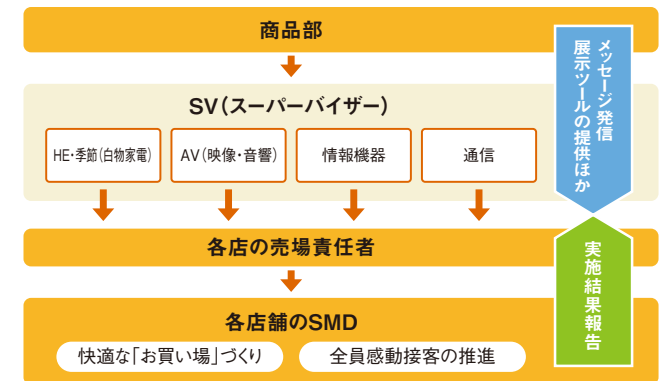 商品部
SV(スーパーバイザー)
HE・季節(白物家電)
AV(映像・音響)
情報機器
通信
各店の売場責任者
各店舗のSMD
快適な「お買い場」づくり
全員感動接客の推進
メッセージ発信
展示ツールの提供ほか
実施結果報告